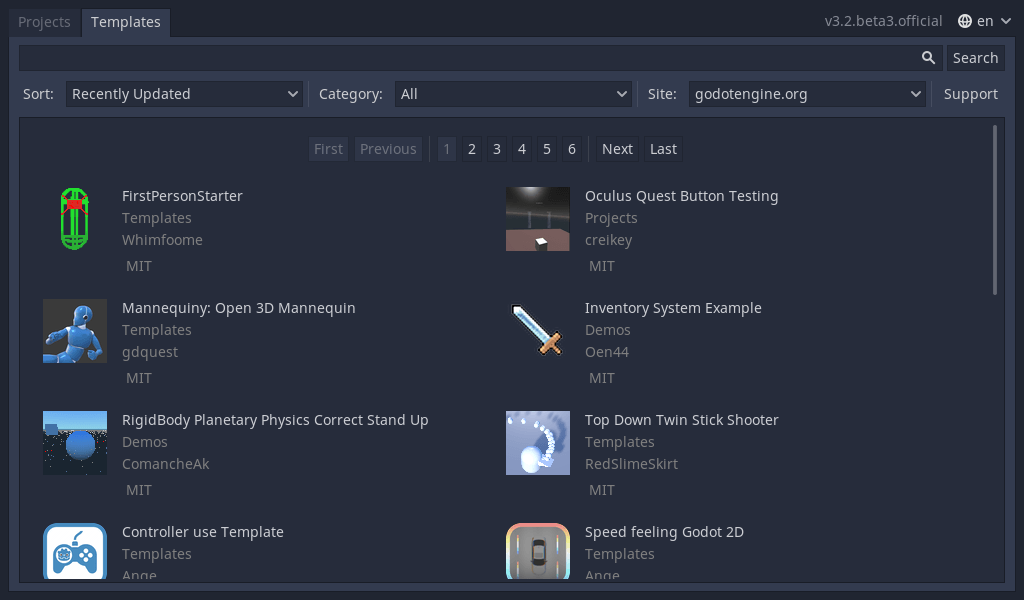 Projects Templates v3.2.beta3.official en
Search
Sort: Recently Updated Category: All Site: godotengine.org Support
First Previous 1 2 3 4 5 6 Next Last
FirstPersonStarter
Templates
Whimfoome
MIT
Oculus Quest Button Testing
Projects
creikey
MIT
Mannequiny: Open 3D Mannequin
Templates
gdquest
MIT
Inventory System Example
Demos
Oen44
MIT
RigidBody Planetary Physics Correct Stand Up
Demos
ComancheAk
MIT
Top Down Twin Stick Shooter
Templates
RedSlimeSkirt
MIT
Controller use Template
Templates
Ange
Speed feeling Godot 2D
Templates
Ange